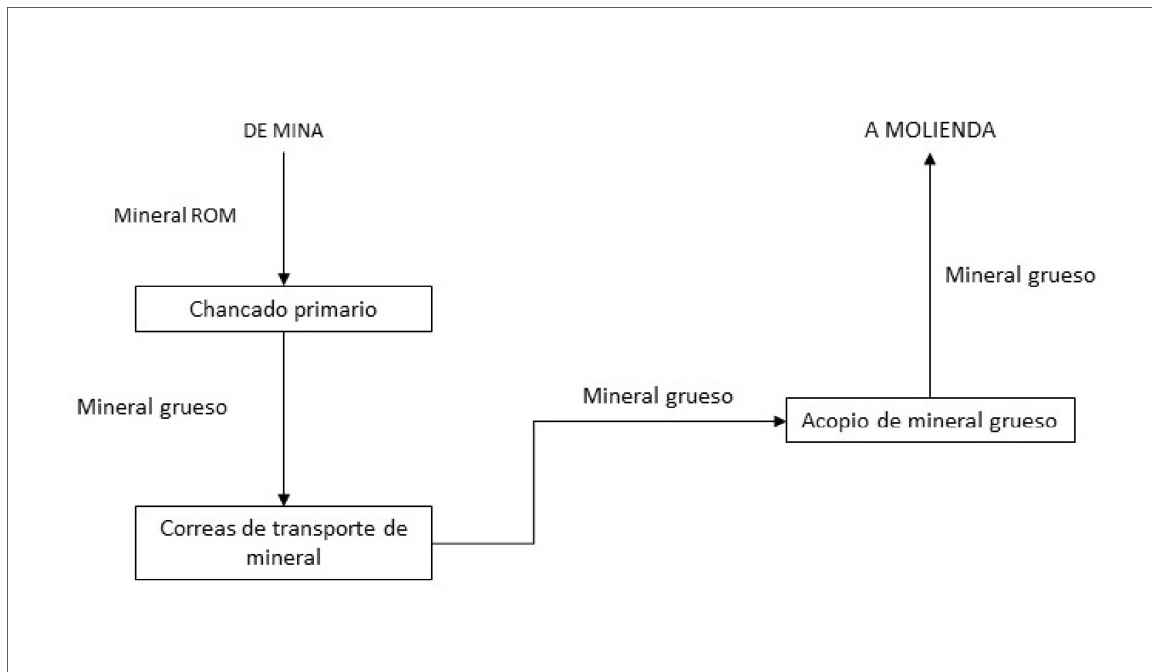 DE MINA
Mineral ROM
Chancado primario
Mineral grueso
Correas de transporte de
mineral
Mineral grueso
Acopio de mineral grueso
Mineral grueso
A MOLIENDA